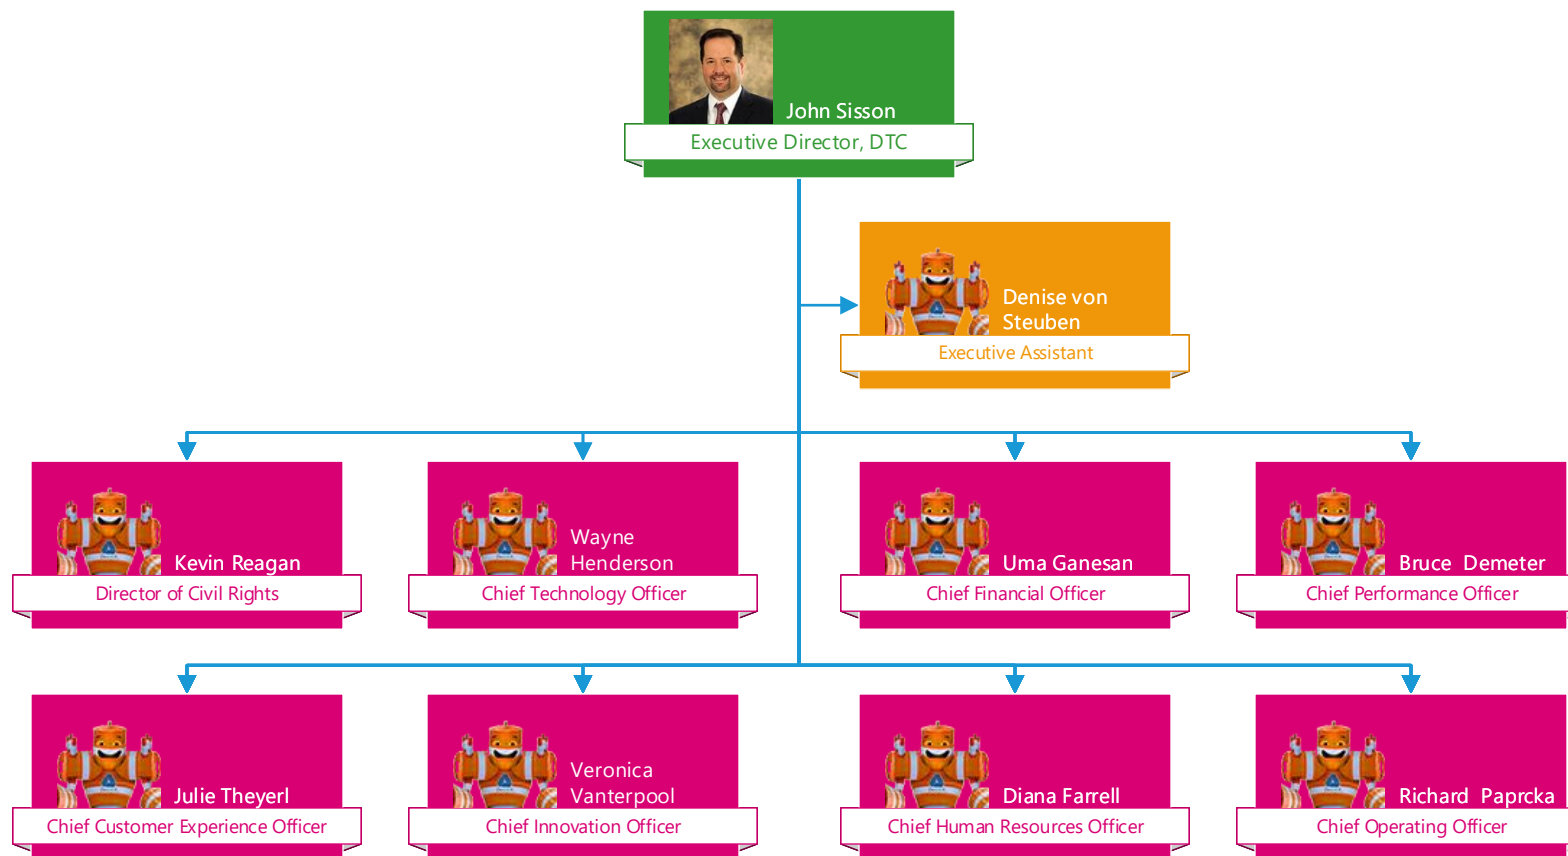 John Sisson
Executive Director, DTC
Denise von
Steuben
Executive Assistant
Kevin Reagan
Director of Civil Rights
Wayne
Henderson
Chief Technology Officer
Uma Ganesan
Chief Financial Officer
Bruce Demeter
Chief Performance Officer
Julie Theyerl
Chief Customer Experience Officer
Veronica
Vanterpool
Chief Innovation Officer
Diana Farrell
Chief Human Resources Officer
Richard Paprcka
Chief Operating Officer